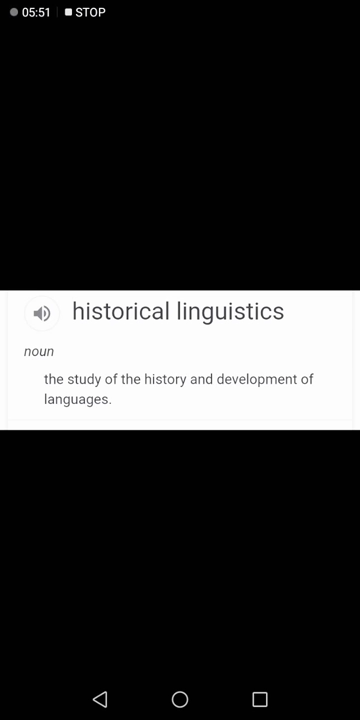 05:51 STOP
historical linguistics
noun
the study of the history and development of
languages.